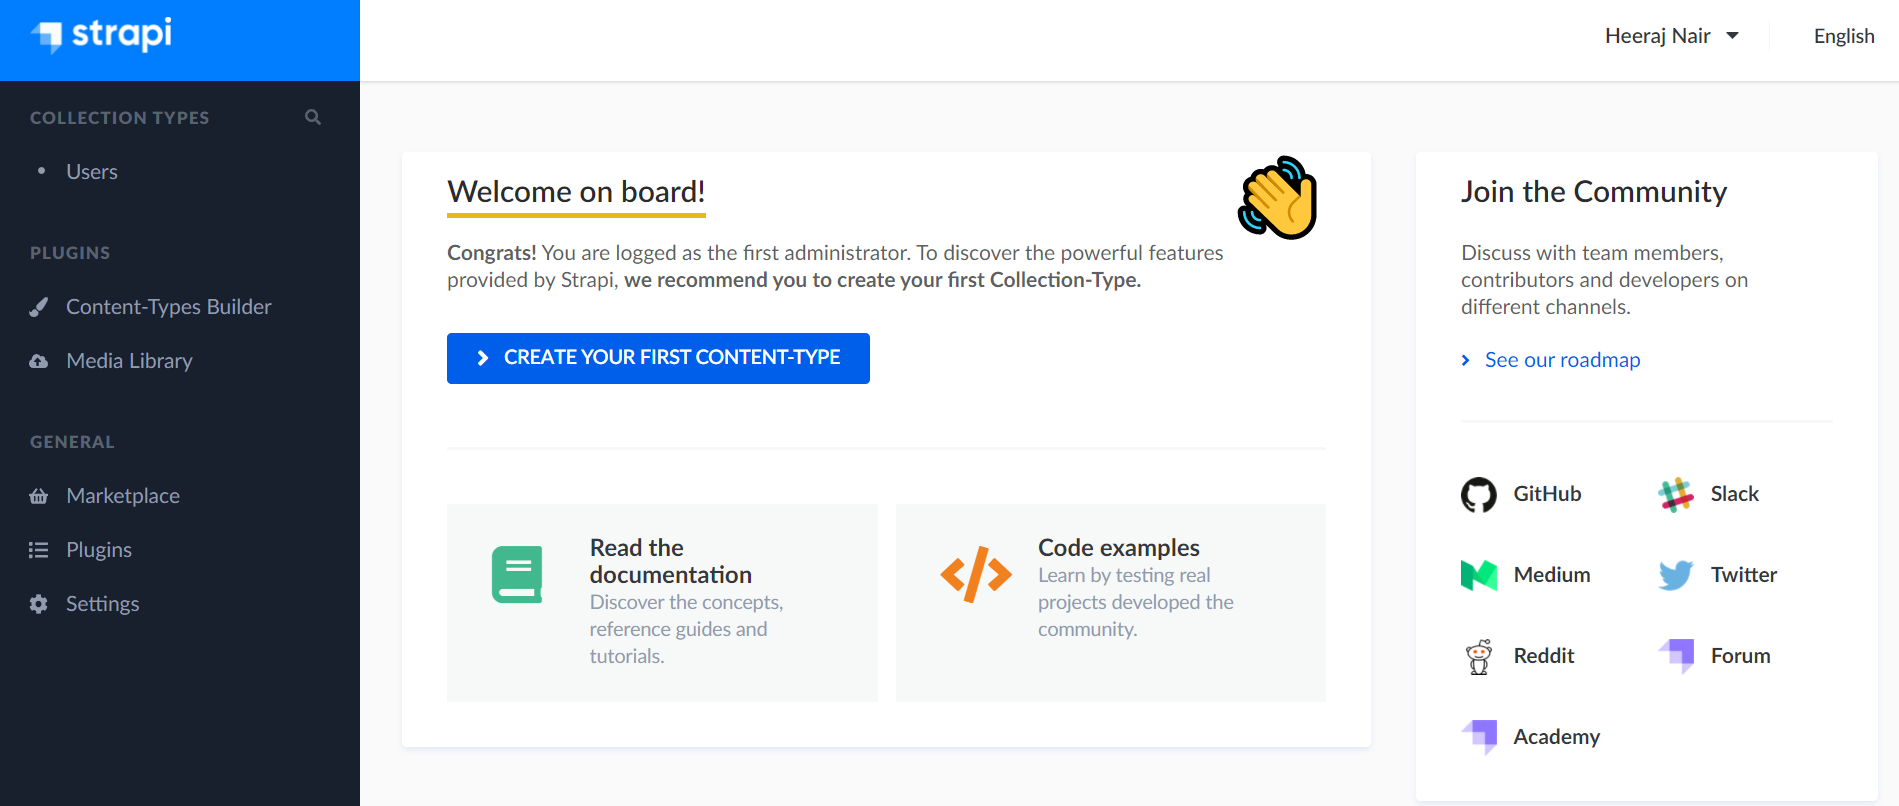 strapi
Heeraj Nair
English
COLLECTION TYPES
Users
PLUGINS
Content-Types Builder
Media Library
GENERAL
Marketplace
Plugins
Settings
Welcome on board!
Congrats! You are logged as the first administrator. To discover the powerful features
provided by Strapi, we recommend you to create your first Collection-Type.
CREATE YOUR FIRST CONTENT-TYPE
Read the
documentation
Discover the concepts,
reference guides and
tutorials.
Code examples
Learn by testing real
projects developed the
community.
Join the Community
Discuss with team members,
contributors and developers on
different channels.
See our roadmap
GitHub
Slack
Medium
Twitter
Reddit
Forum
Academy